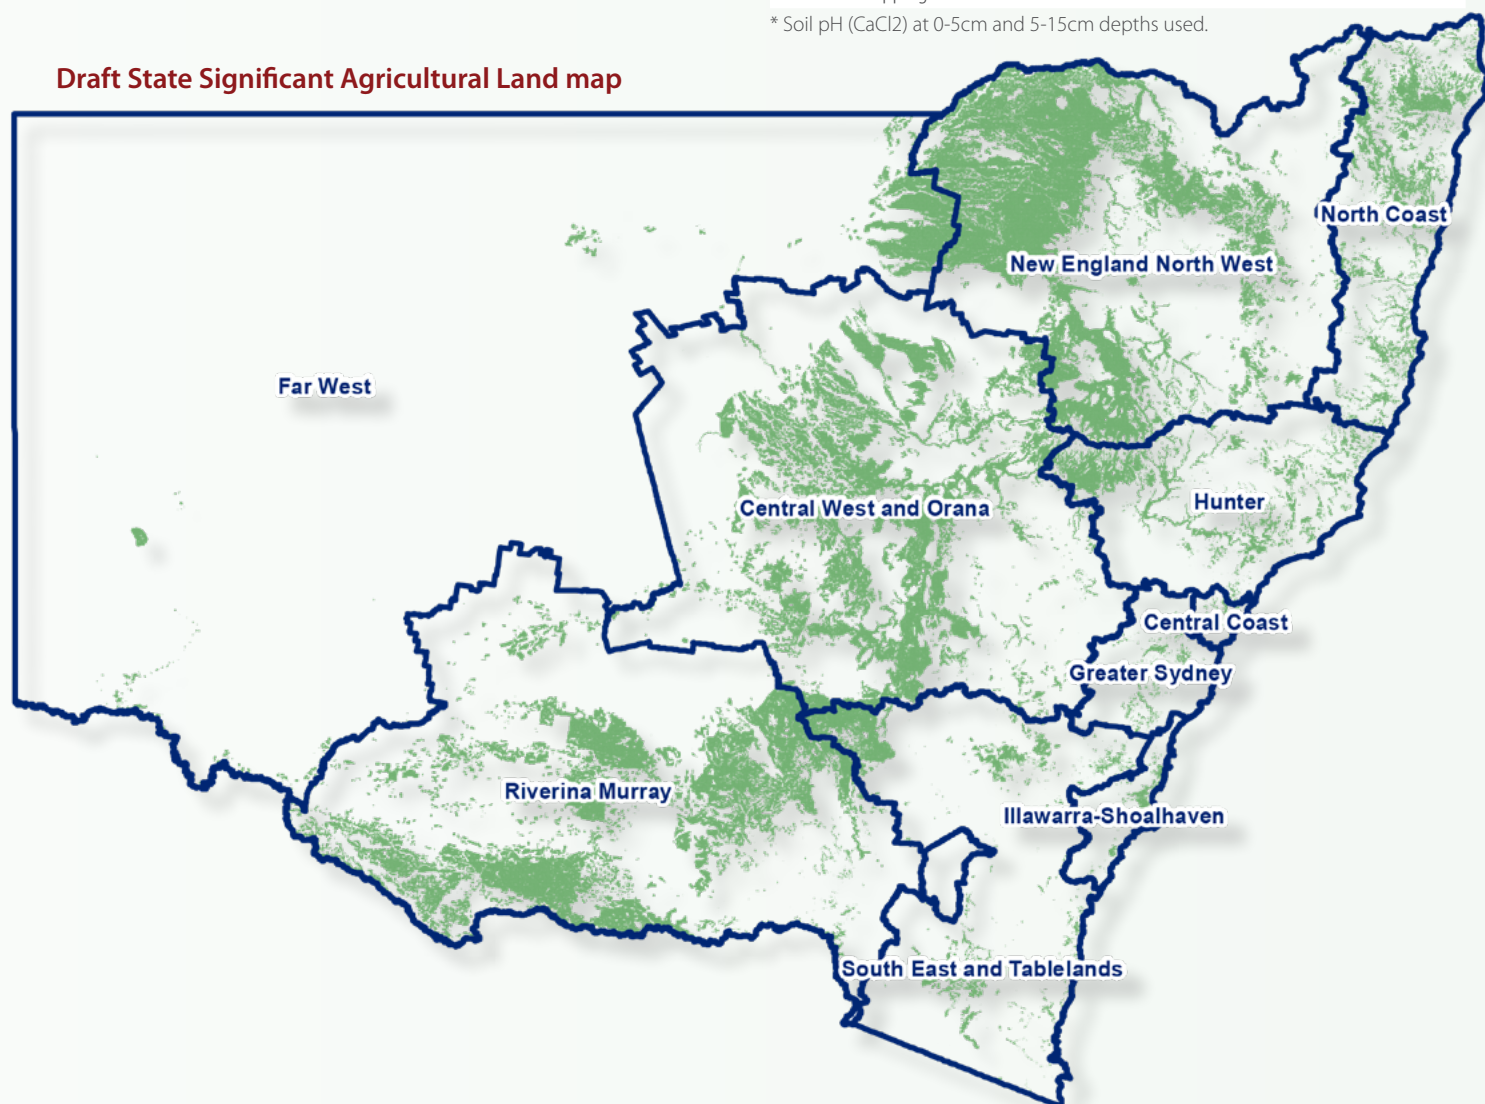 * Soil pH (CaCl2) at 0-5cm and 5-15cm depths used.
Draft State Significant Agricultural Land map
North Coast
New England North West
Far West
Hunter
Central West and Orana
Central Coast
Greater Sydney
Riverina Murray
Illawarra-Shoalhaven
South East and Tablelands